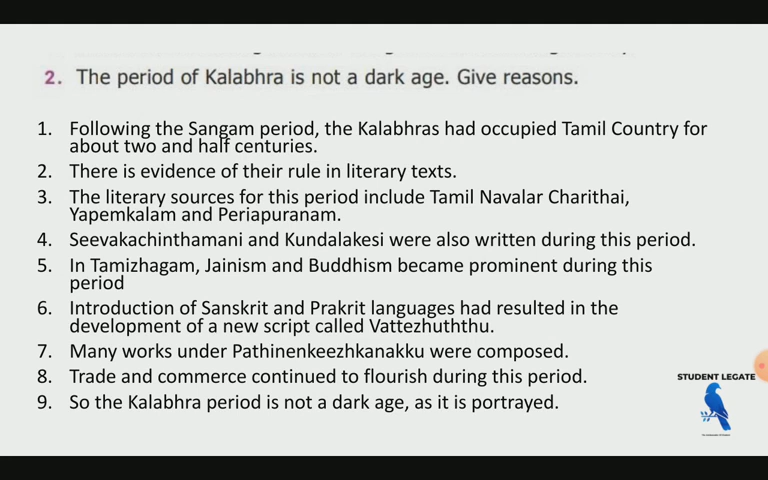 2. The period of Kalabhra is not a dark age. Give reasons.
1. Following the Sangam period, the Kalabhras had occupied Tamil Country for
about two and half centuries.
2. There is evidence of their rule in literary texts.
3. The literary sources for this period include Tamil Navalar Charithai,
Yapemkalam and Periapuranam.
4. Seevakachinthamani and Kundalakesi were also written during this period.
5. In Tamizhagam, Jainism and Buddhism became prominent during this
period
6. Introduction of Sanskrit and Prakrit languages had resulted in the
development of a new script called Vattezhuththu.
7. Many works under Pathinenkeezhkanakku were composed.
8. Trade and commerce continued to flourish during this period.
9. So the Kalabhra period is not a dark age, as it is portrayed.
STUDENT LEGATE